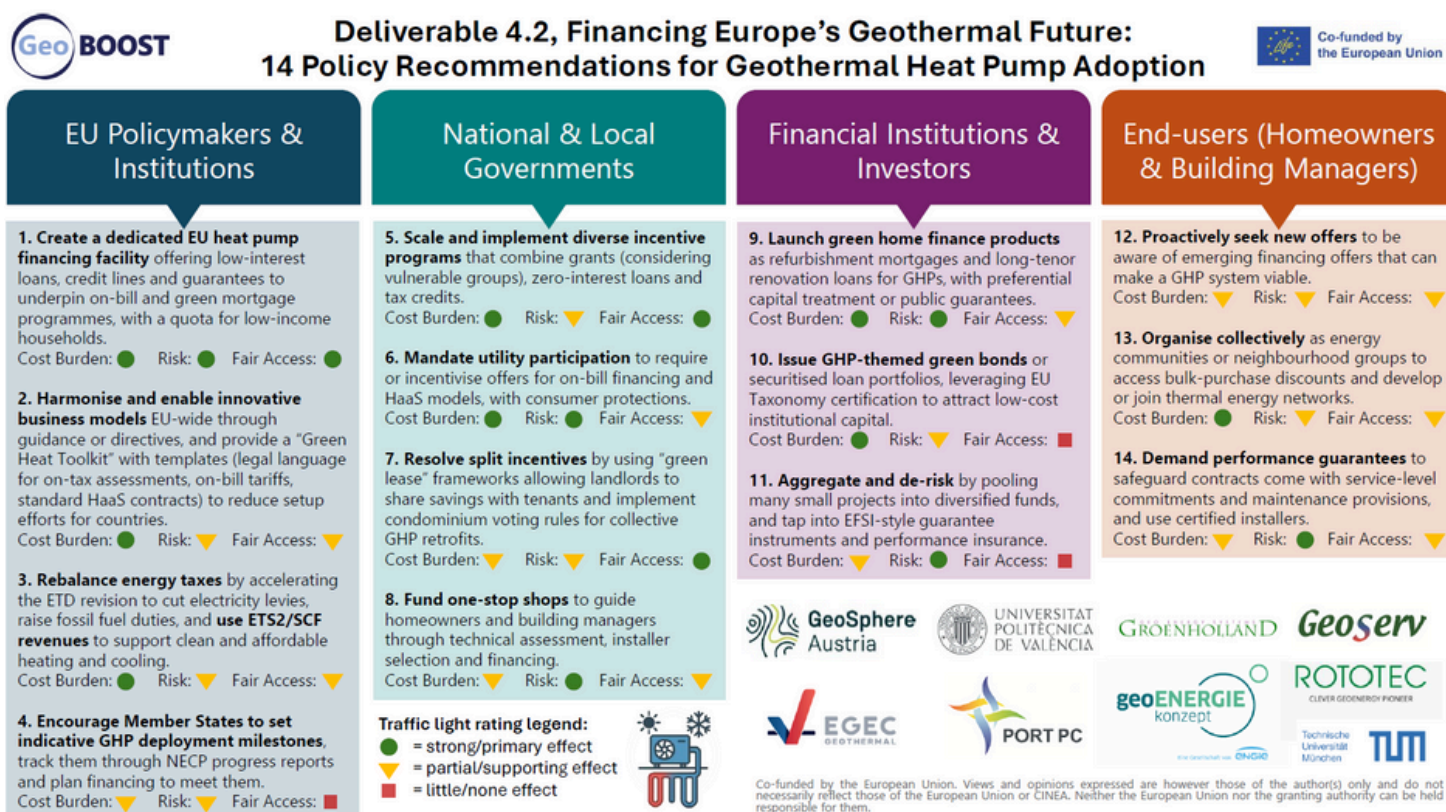 Geo BOOST
Deliverable 4.2, Financing Europe's Geothermal Future:
14 Policy Recommendations for Geothermal Heat Pump Adoption
Life
Co-funded by
the European Union
EU Policymakers &
Institutions
1. Create a dedicated EU heat pump
financing facility offering low-interest
loans, credit lines and guarantees to
underpin on-bill and green mortgage
programmes, with a quota for low-income
households.
Cost Burden: Risk: Fair Access:
2. Harmonise and enable innovative
business models EU-wide through
guidance or directives, and provide a "Green
Heat Toolkit" with templates (legal language
for on-tax assessments, on-bill tariffs,
standard HaaS contracts) to reduce setup
efforts for countries.
Cost Burden: Risk: Fair Access:
3. Rebalance energy taxes by accelerating
the ETD revision to cut electricity levies,
raise fossil fuel duties, and use ETS2/SCF
revenues to support clean and affordable
heating and cooling.
Cost Burden: Risk: Fair Access:
4. Encourage Member States to set
indicative GHP deployment milestones,
track them through NECP progress reports
and plan financing to meet them.
Cost Burden: Risk: Fair Access:
National & Local
Governments
5. Scale and implement diverse incentive
programs that combine grants (considering
vulnerable groups), zero-interest loans and
tax credits.
Cost Burden: Risk: Fair Access:
6. Mandate utility participation to require
or incentivise offers for on-bill financing and
HaaS models, with consumer protections.
Cost Burden: Risk: Fair Access:
7. Resolve split incentives by using "green
lease" frameworks allowing landlords to
share savings with tenants and implement
condominium voting rules for collective
GHP retrofits.
Cost Burden: Risk: Fair Access:
8. Fund one-stop shops to guide
homeowners and building managers
through technical assessment, installer
selection and financing.
Cost Burden: Risk: Fair Access:
Traffic light rating legend:
= strong/primary effect
= partial/supporting effect
= little/none effect
Financial Institutions &
Investors
9. Launch green home finance products
as refurbishment mortgages and long-tenor
renovation loans for GHPs, with preferential
capital treatment or public guarantees.
Cost Burden: Risk: Fair Access:
10. Issue GHP-themed green bonds or
securitised loan portfolios, leveraging EU
Taxonomy certification to attract low-cost
institutional capital.
Cost Burden: Risk: Fair Access:
11. Aggregate and de-risk by pooling
many small projects into diversified funds,
and tap into EFSI-style guarantee
instruments and performance insurance.
Cost Burden: Risk: Fair Access:
End-users (Homeowners
& Building Managers)
12. Proactively seek new offers to be
aware of emerging financing offers that can
make a GHP system viable.
Cost Burden: Risk: Fair Access:
13. Organise collectively as energy
communities or neighbourhood groups to
access bulk-purchase discounts and develop
or join thermal energy networks.
Cost Burden: Risk: Fair Access:
14. Demand performance guarantees to
safeguard contracts come with service-level
commitments and maintenance provisions,
and use certified installers.
Cost Burden: Risk: Fair Access:
GeoSphere
Austria
UNIVERSITAT
POLITÈCNICA
DE VALÈNCIA
GROENHOLLAND
Geoserv
EGEC
GEOTHERMAL
PORT PC
geoENERGIE
konzept
ENGIE
ROTOTEC
CLEVER GEOENERGY PIONEER
Technische
Universität
München
TUM
Co-funded by the European Union. Views and opinions expressed are however those of the author(s) only and do not
necessarily reflect those of the European Union or CINEA. Neither the European Union nor the granting authority can be held
responsible for them.